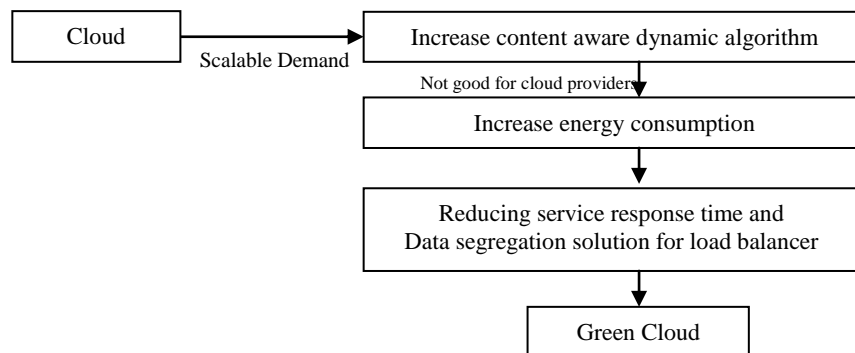 Cloud
Scalable Demand
Increase content aware dynamic algorithm
Not good for cloud providers
Increase energy consumption
Reducing service response time and
Data segregation solution for load balancer
Green Cloud